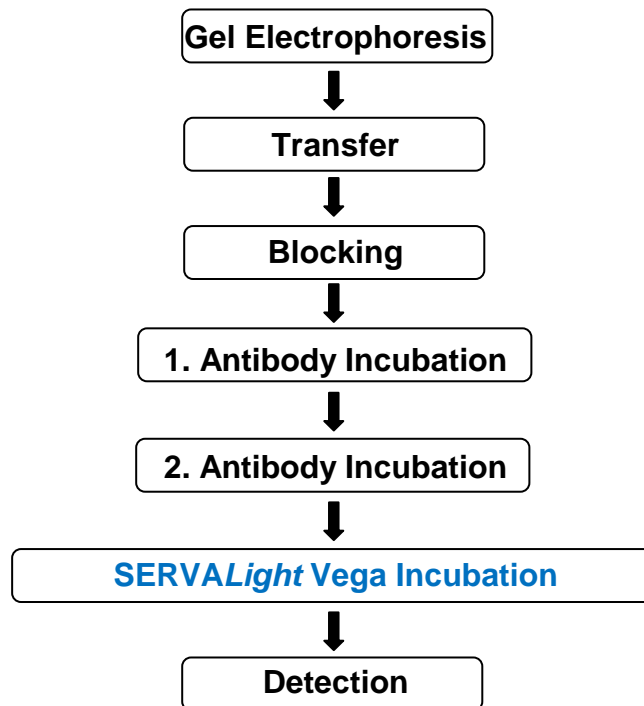 Gel Electrophoresis
Transfer
Blocking
1. Antibody Incubation
2. Antibody Incubation
SERVALight Vega Incubation
Detection